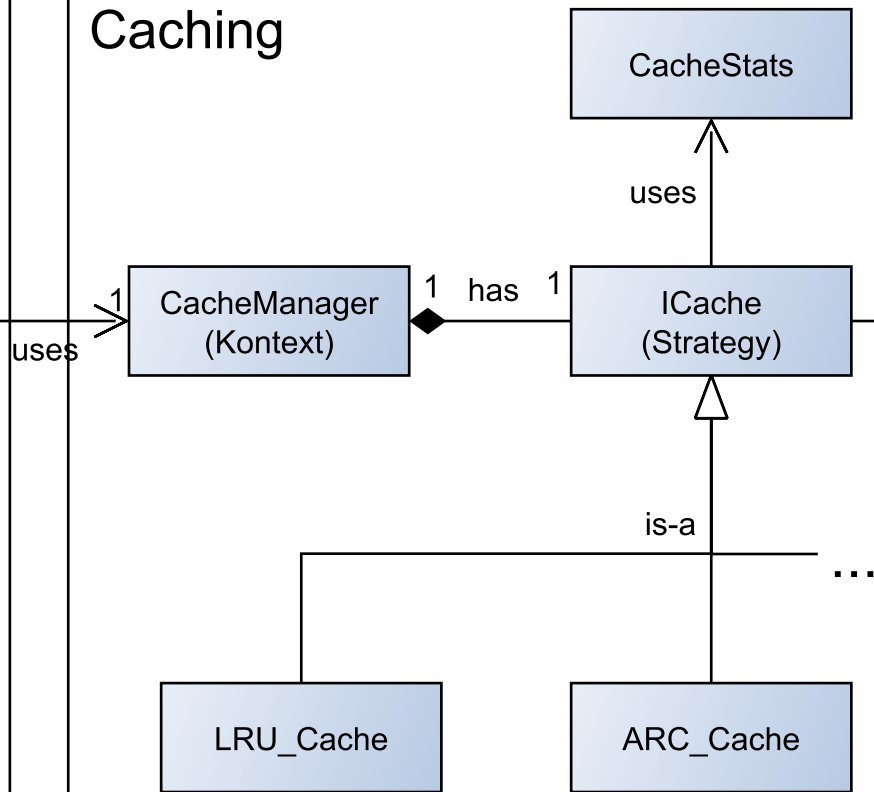 Caching
CacheStats
uses
1
CacheManager
(Kontext)
1
has
1
ICache
(Strategy)
uses
is-a
...
LRU_Cache
ARC_Cache